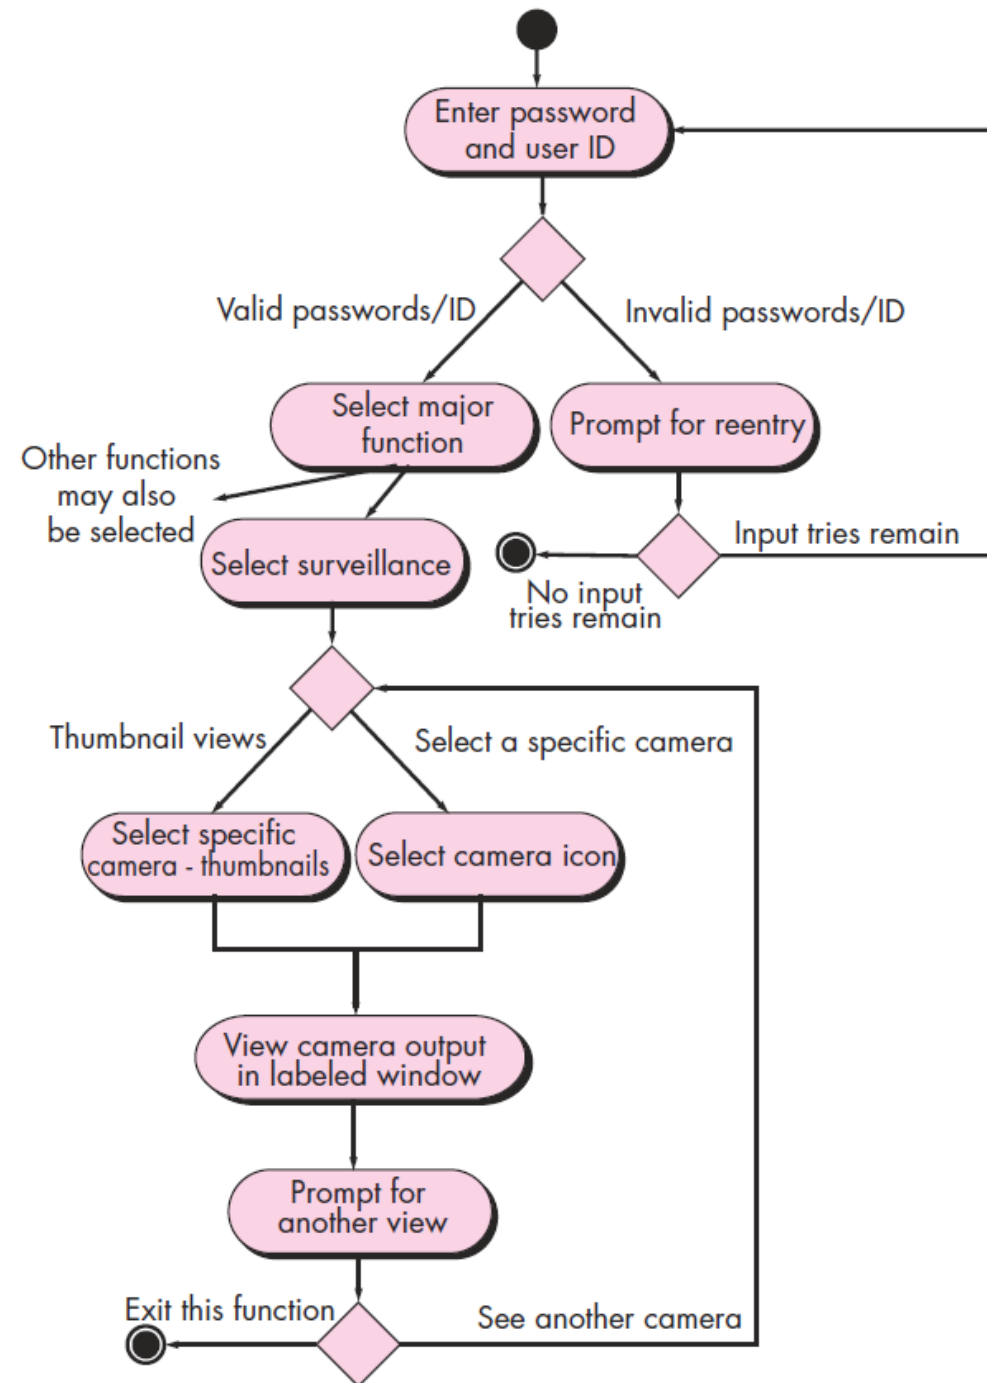 Enter password
and user ID
Valid passwords/ID
Invalid passwords/ID
Select major
function
Prompt for reentry
Other functions
may also
be selected
Select surveillance
Input tries remain
No input
tries remain
Thumbnail views
Select a specific camera
Select specific
camera - thumbnails
Select camera icon
View camera output
in labeled window
Prompt for
another view
Exit this function
See another camera